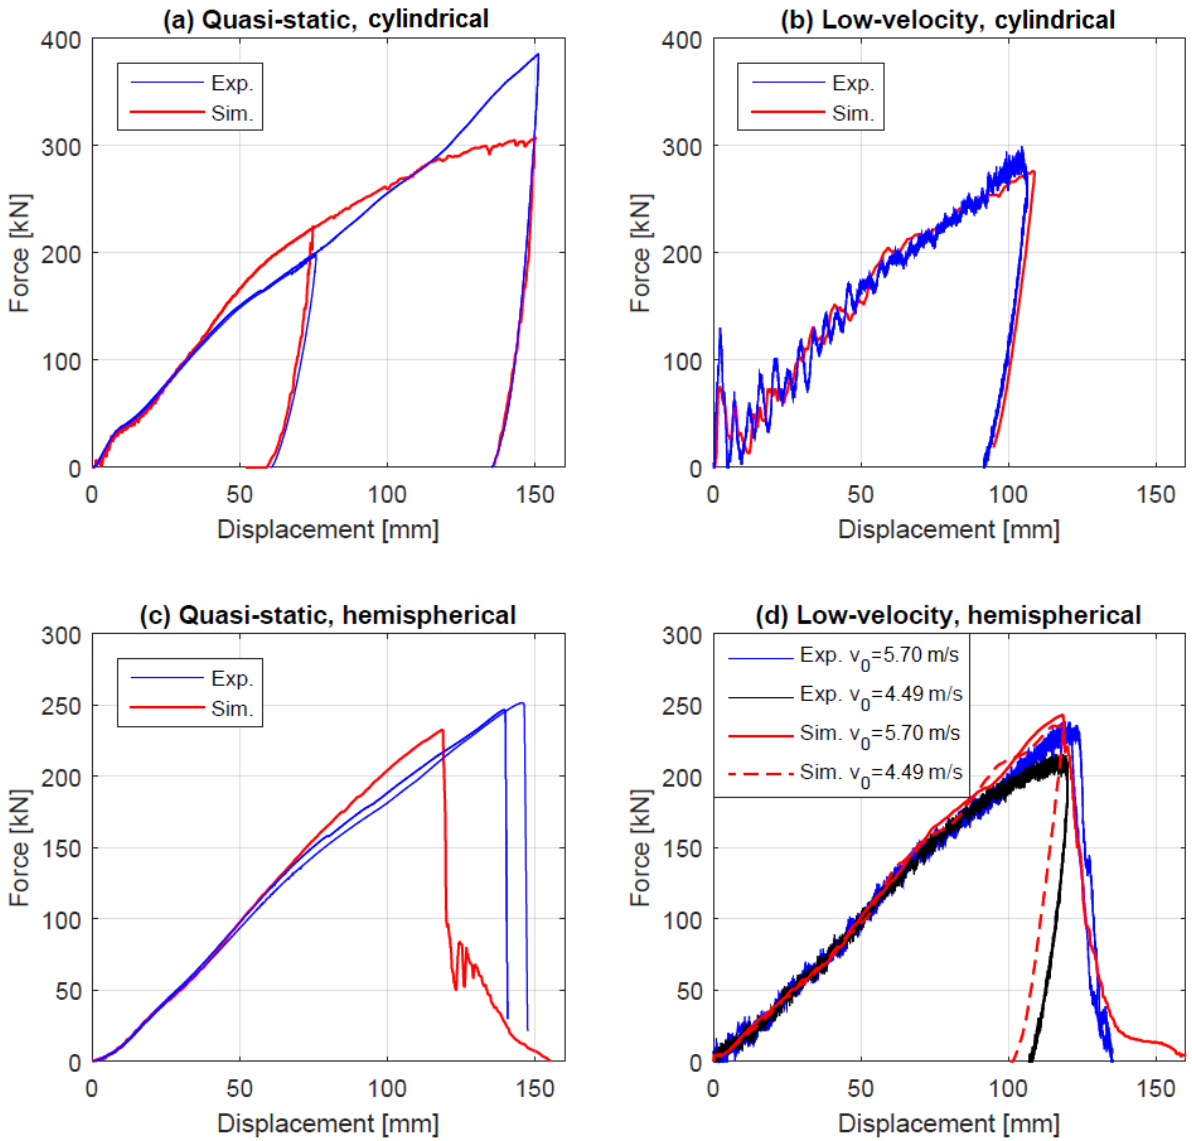 (a) Quasi-static, cylindrical
400
300
200
100
0
Force [kN]
Exp.
Sim.
0 50 100 150
Displacement [mm]
(b) Low-velocity, cylindrical
400
300
200
100
0
Force [kN]
Exp.
Sim.
0 50 100 150
Displacement [mm]
(c) Quasi-static, hemispherical
300
250
200
150
100
50
0
Force [kN]
Exp.
Sim.
0 50 100 150
Displacement [mm]
(d) Low-velocity, hemispherical
300
250
200
150
100
50
0
Force [kN]
Exp. v0=5.70 m/s
Exp. v0=4.49 m/s
Sim. v0=5.70 m/s
Sim. v0=4.49 m/s
0 50 100 150
Displacement [mm]